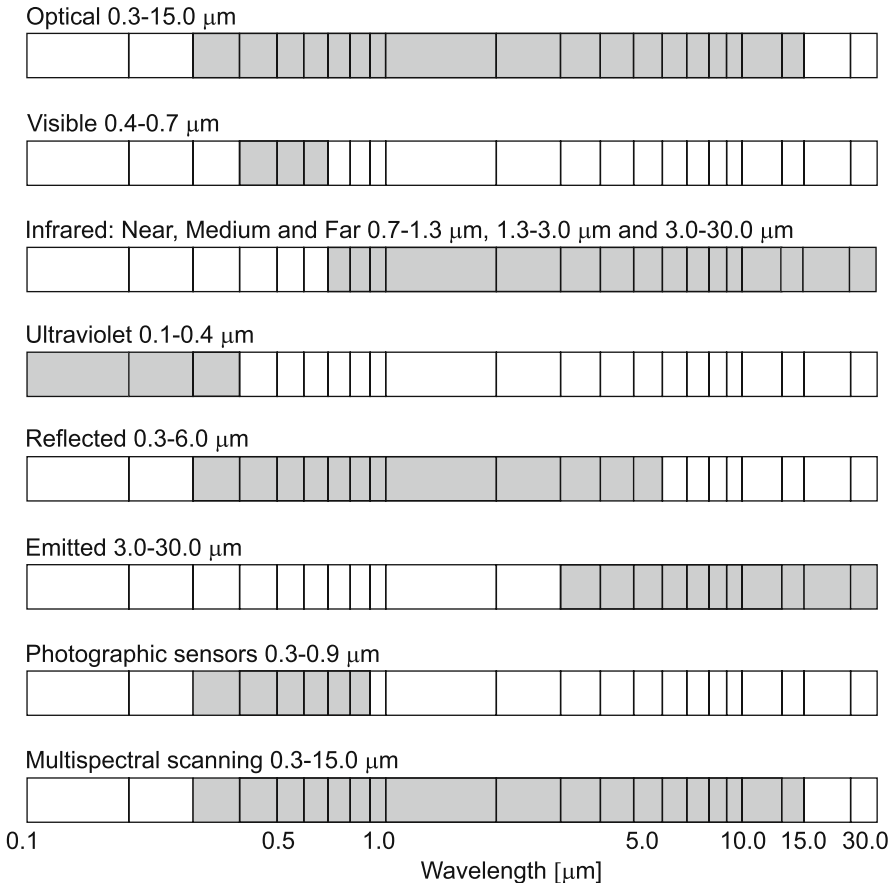 Optical 0.3-15.0 μm
Visible 0.4-0.7 μm
Infrared: Near, Medium and Far 0.7-1.3 μm, 1.3-3.0 μm and 3.0-30.0 μm
Ultraviolet 0.1-0.4 μm
Reflected 0.3-6.0 μm
Emitted 3.0-30.0 μm
Photographic sensors 0.3-0.9 μm
Multispectral scanning 0.3-15.0 μm
0.1 0.5 1.0 5.0 10.0 15.0 30.0
Wavelength [μm]